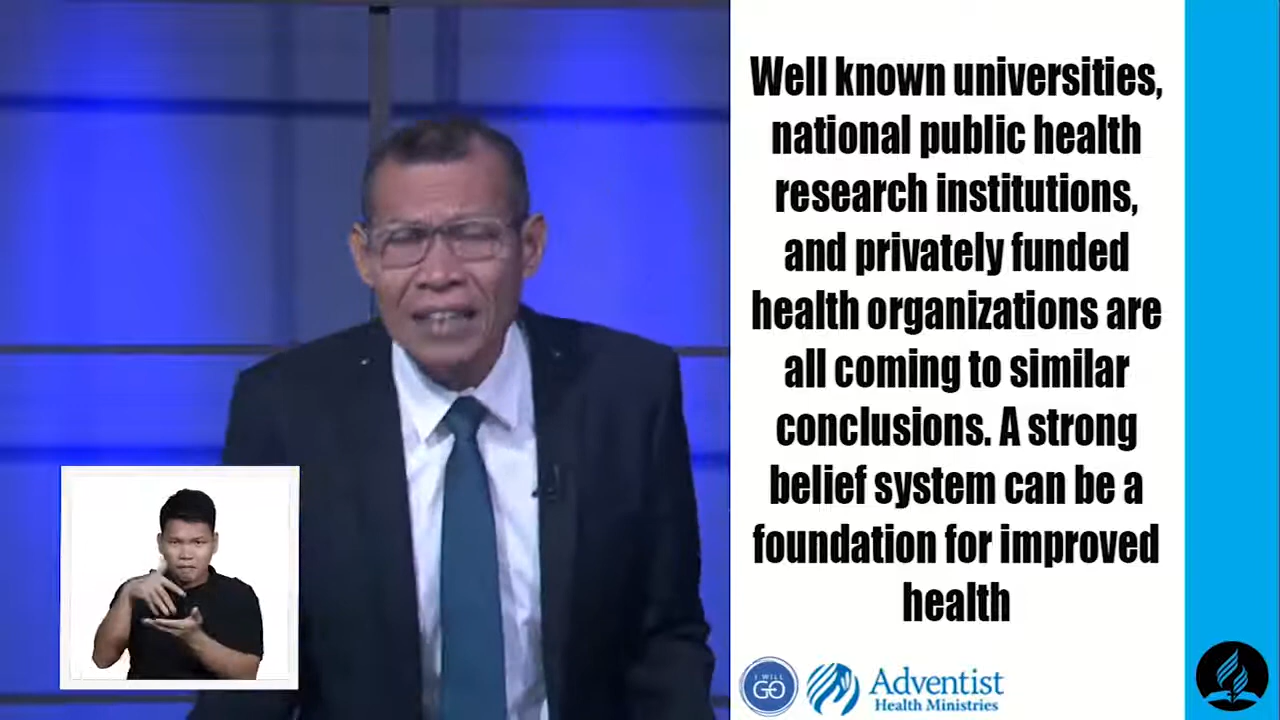 Well known universities,
national public health
research institutions,
and privately funded
health organizations are
all coming to similar
conclusions. A strong
belief system can be a
foundation for improved
health
I WILL
GO
Adventist
Health Ministries